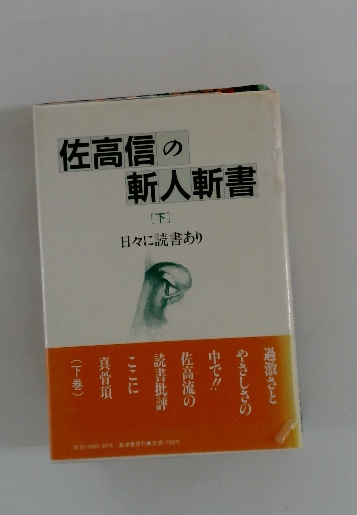 佐高信の
斬人斬書
[下]
日々に読書あり
過激さと
やさしさの
中で!!
佐高流の
読書批評
ここに
真骨頂
(下巻)